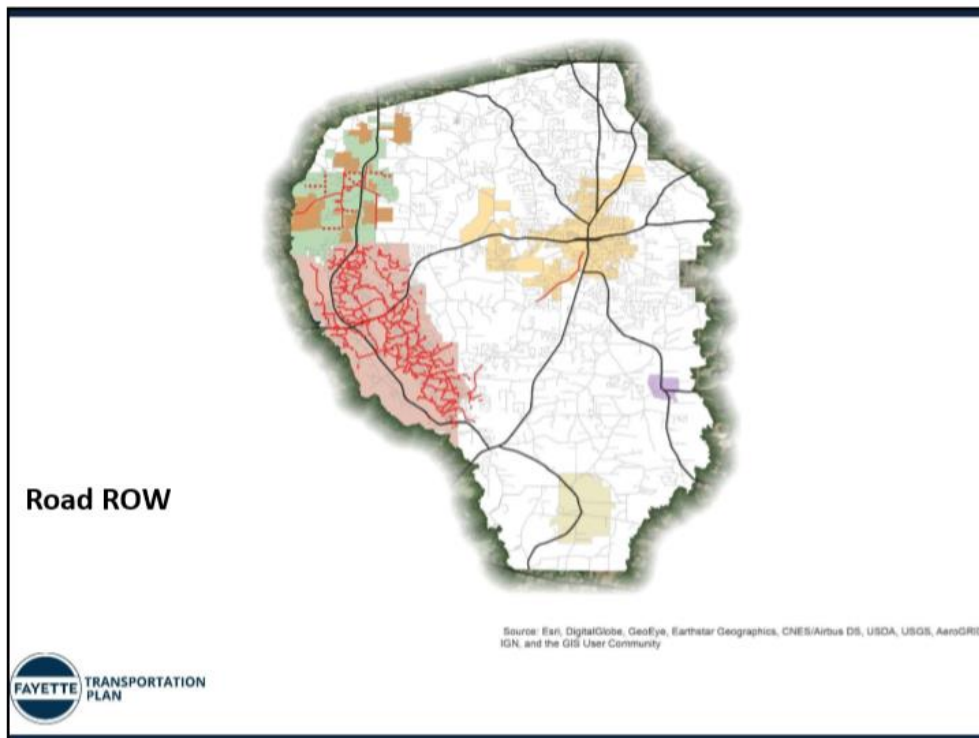 Road ROW
Source: Esri, DigitalGlobe, GeoEye, Earthstar Geographics, CNES/Airbus DS, USDA, USGS, AeroGRID
IGN, and the GIS User Community
FAYETTE
TRANSPORTATION
PLAN